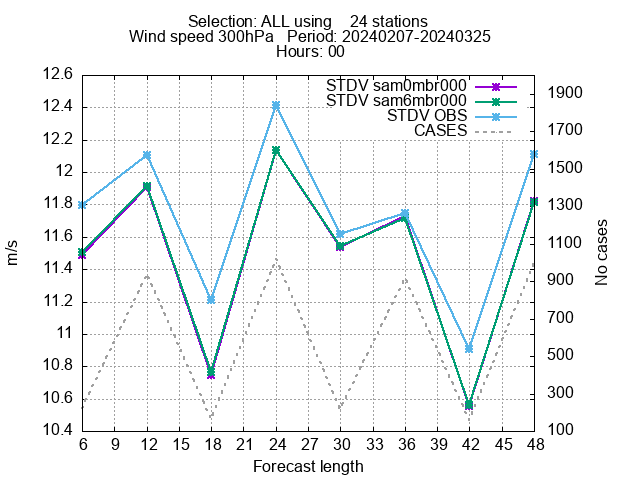 Selection: ALL using    24 stations
Wind speed 300hPa   Period: 20240207-20240325
Hours: 00
STDV sam0mbr000
STDV sam6mbr000
STDV OBS
CASES
12.6
12.4
12.2
12
11.8
11.6
11.4
11.2
11
10.8
10.6
10.4
m/s
1900
1700
1500
1300
1100
900
700
500
300
100
No cases
6 9 12 15 18 21 24 27 30 33 36 39 42 45 48
Forecast length